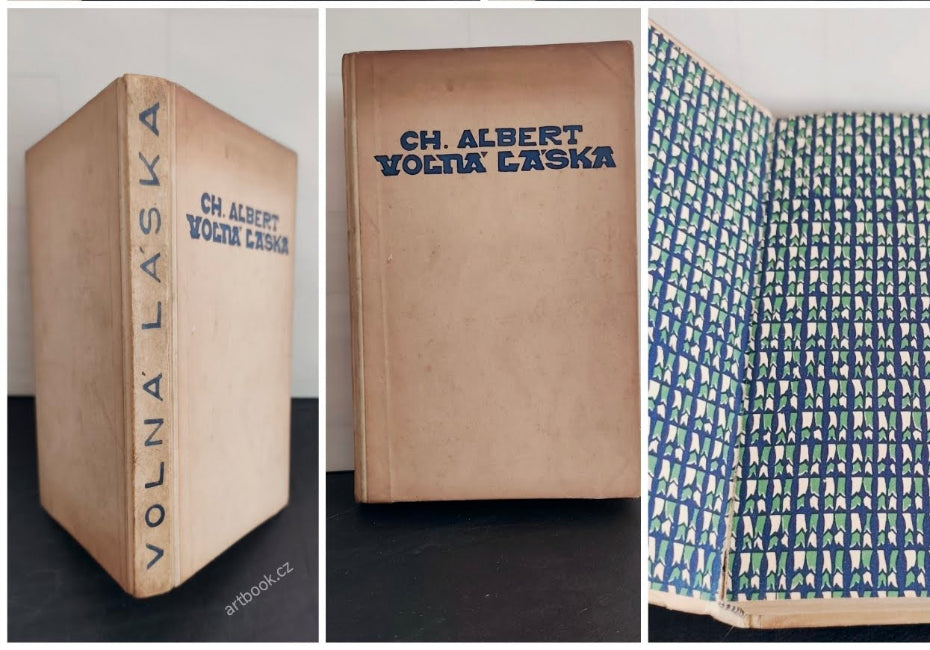 VOLNÁ LÁSKA
CH. ALBERT
VOLNÁ LÁSKA
artbook.cz
CH. ALBERT
VOLNÁ LÁSKA